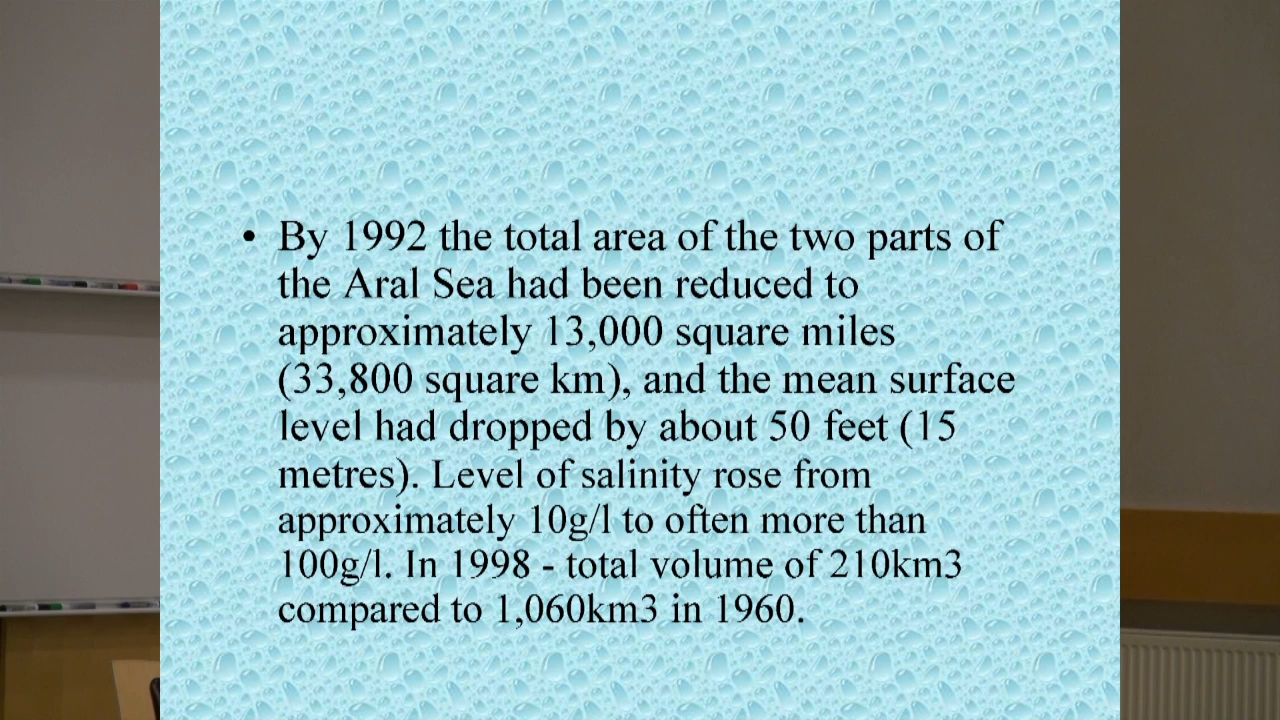 • By 1992 the total area of the two parts of
the Aral Sea had been reduced to
approximately 13,000 square miles
(33,800 square km), and the mean surface
level had dropped by about 50 feet (15
metres). Level of salinity rose from
approximately 10g/l to often more than
100g/l. In 1998 - total volume of 210km3
compared to 1,060km3 in 1960.